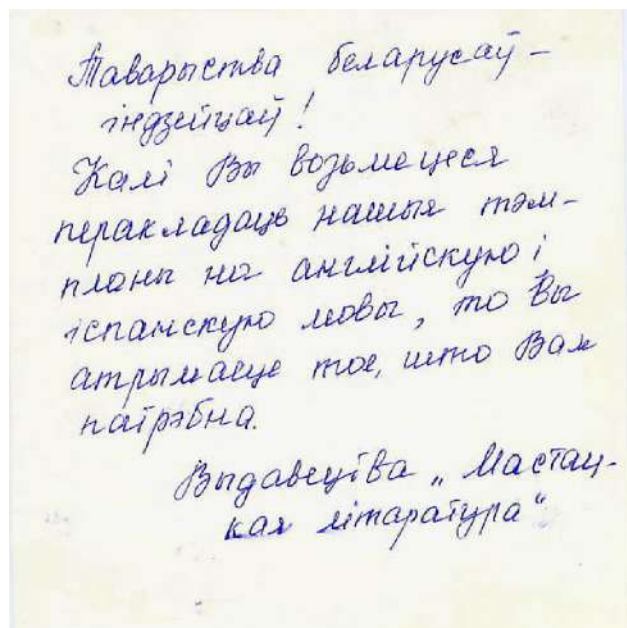 Таварыства беларусаў-
індзейцаў!
Калі Вы возьмецеся
перакладаць нашыя тэм-
планы на англійскую і
іспанскую мовы, то Вы
атрымаеце тое, што Вам
патрэбна.
Выдавецтва „Мастац-
кая літаратура“